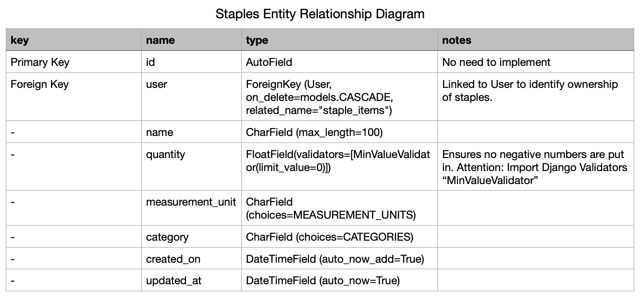 Staples Entity Relationship Diagram
key name type notes
Primary Key id AutoField No need to implement
Foreign Key user ForeignKey (User, Linked to User to identify ownership
on_delete=models.CASCADE, of staples.
related_name="staple_items")
- name CharField (max_length=100)
- quantity FloatField(validators=[MinValueValidat Ensures no negative numbers are put
or(limit_value=0)]) in. Attention: Import Django Validators
“MinValueValidator”
- measurement_unit CharField
(choices=MEASUREMENT_UNITS)
- category CharField (choices=CATEGORIES)
- created_on DateTimeField (auto_now_add=True)
- updated_at DateTimeField (auto_now=True)